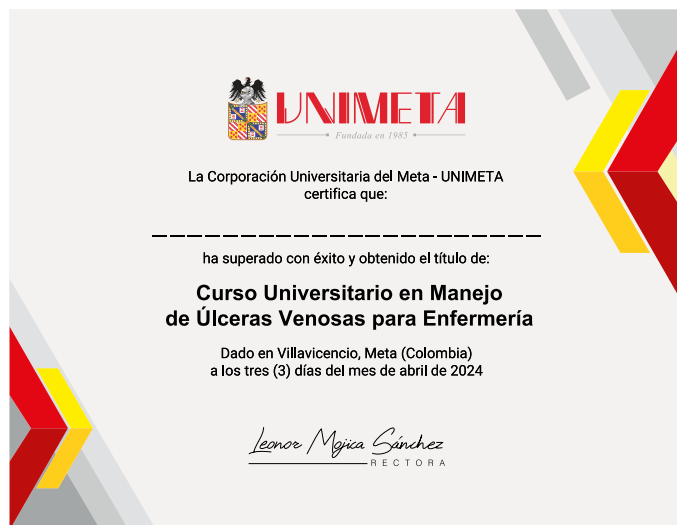 UNIMETA
Fundada en 1985
La Corporación Universitaria del Meta - UNIMETA
certifica que:
ha superado con éxito y obtenido el título de:
Curso Universitario en Manejo
de Úlceras Venosas para Enfermería
Dado en Villavicencio, Meta (Colombia)
a los tres (3) días del mes de abril de 2024
Leonor Mojica Sánchez
RECTORA